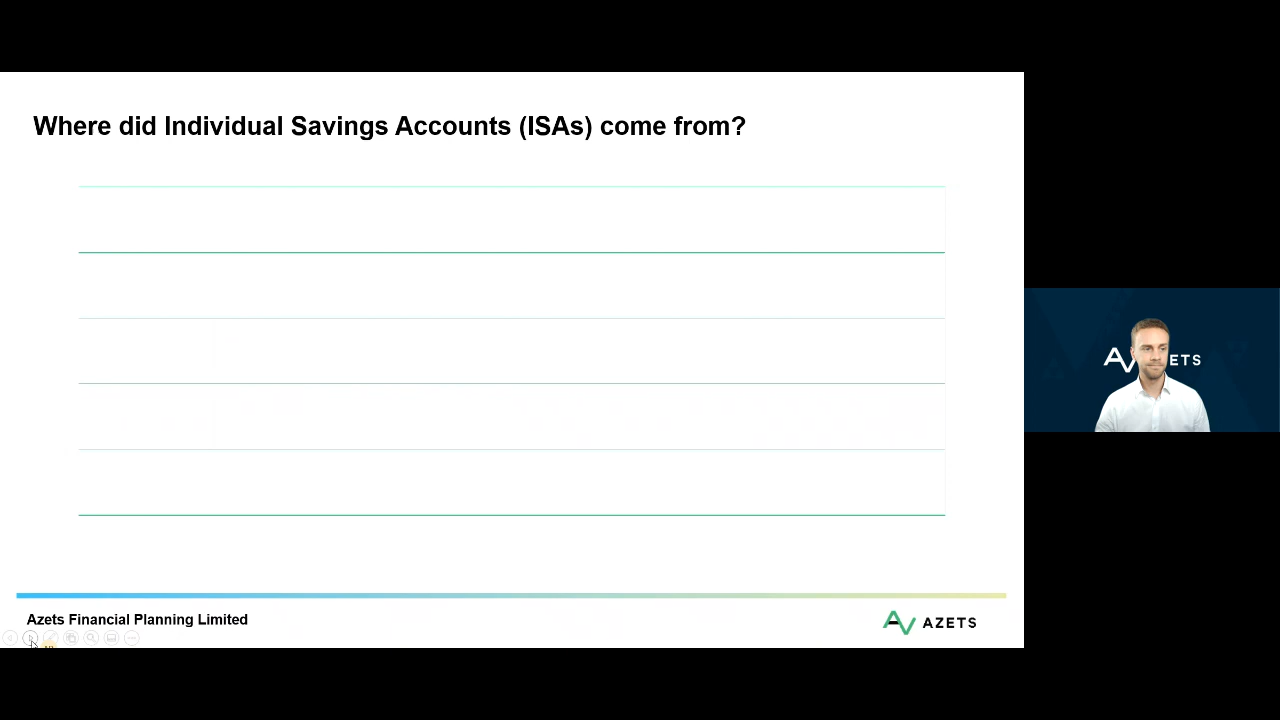 Where did Individual Savings Accounts (ISAs) come from?
AZETS
Azets Financial Planning Limited
AZETS